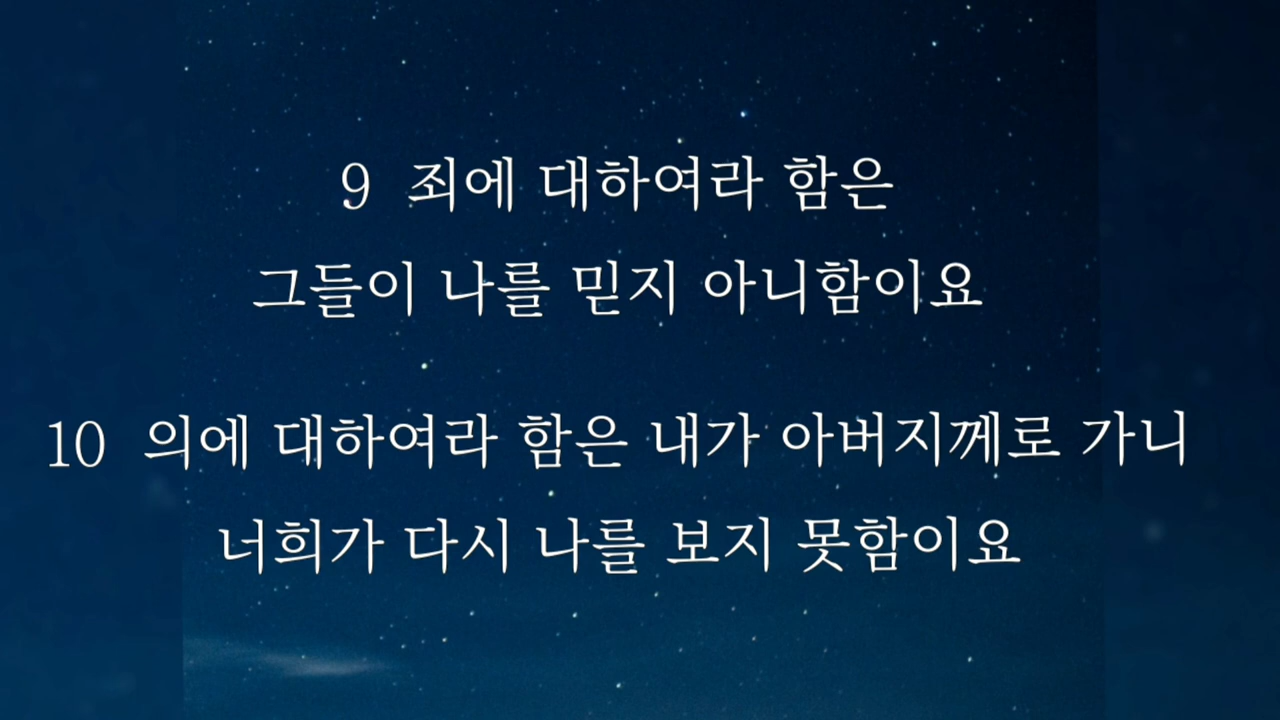 9 죄에 대하여라 함은
그들이 나를 믿지 아니함이요
10 의에 대하여라 함은 내가 아버지께로 가니
너희가 다시 나를 보지 못함이요